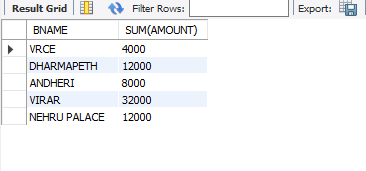 Result Grid Filter Rows: Export:
BNAME SUM(AMOUNT)
VRCE 4000
DHARMAPETH 12000
ANDHERI 8000
VIRAR 32000
NEHRU PALACE 12000